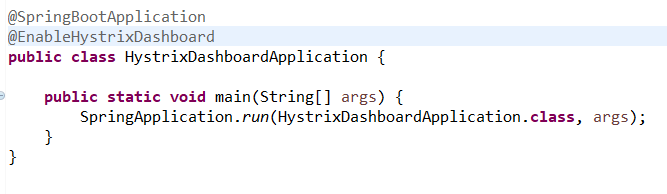 @SpringBootApplication
@EnableHystrixDashboard
public class HystrixDashboardApplication {
    public static void main(String[] args) {
        SpringApplication.run(HystrixDashboardApplication.class, args);
    }
}